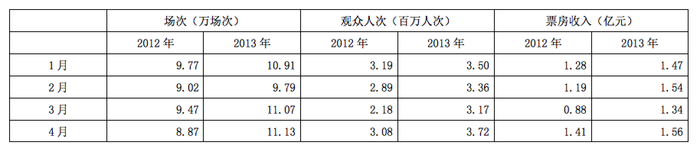 场次（万场次） 观众人次（百万人次） 票房收入（亿元）
2012 年 2013 年 2012 年 2013 年 2012 年 2013 年
1 月 9.77 10.91 3.19 3.50 1.28 1.47
2 月 9.02 9.79 2.89 3.36 1.19 1.54
3 月 9.47 11.07 2.18 3.17 0.88 1.34
4 月 8.87 11.13 3.08 3.72 1.41 1.56